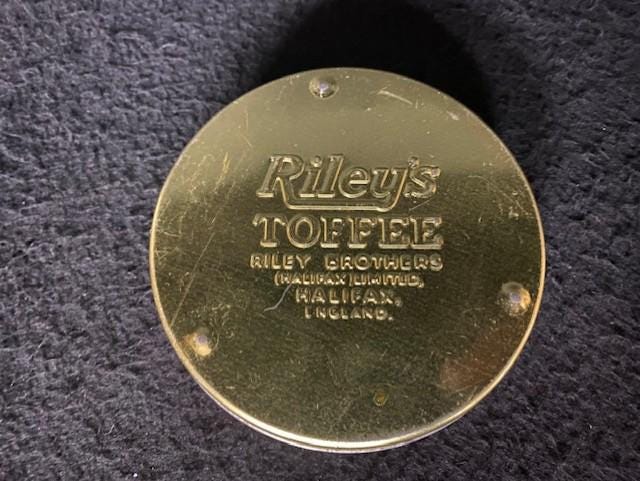 Riley's
TOFFEE
RILEY BROTHERS
(HALIFAX) LIMITED,
HALIFAX,
ENGLAND.